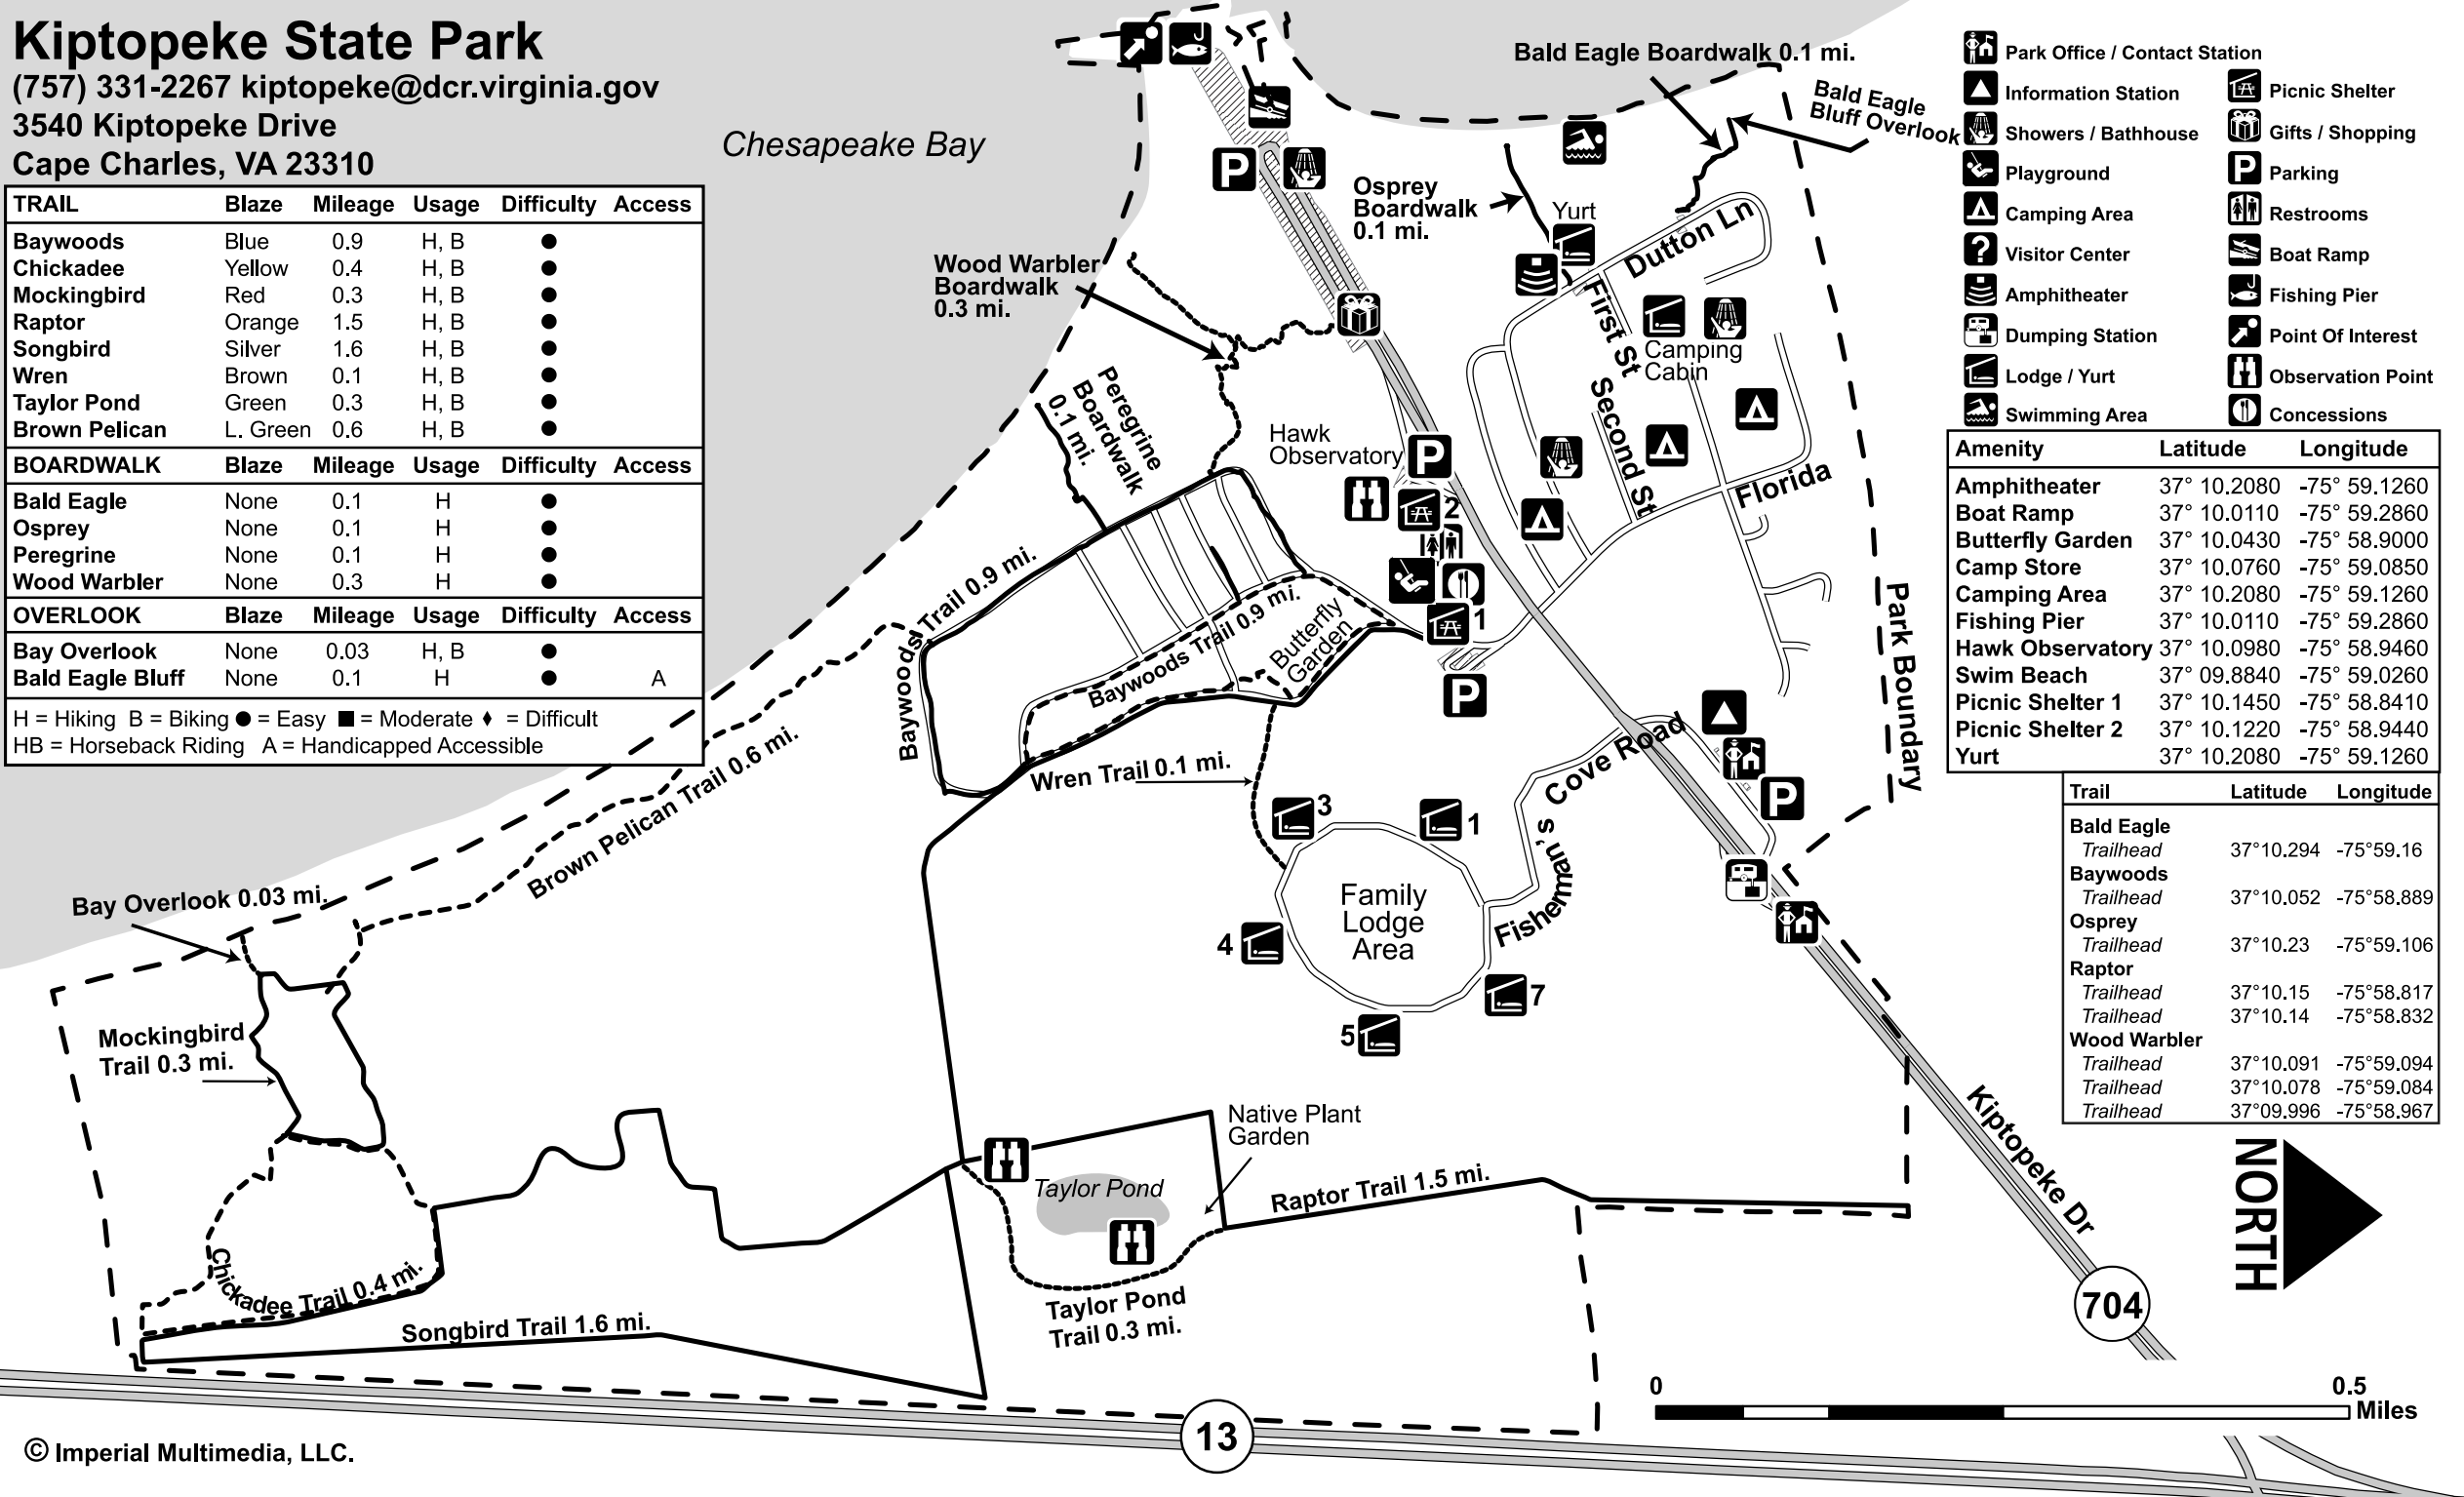 Kiptopeke State Park
(757) 331-2267 kiptopeke@dcr.virginia.gov
3540 Kiptopeke Drive
Cape Charles, VA 23310
TRAIL Blaze Mileage Usage Difficulty Access
Baywoods Blue 0.9 H, B ●
Chickadee Yellow 0.4 H, B ●
Mockingbird Red 0.3 H, B ●
Raptor Orange 1.5 H, B ●
Songbird Silver 1.6 H, B ●
Wren Brown 0.1 H, B ●
Taylor Pond Green 0.3 H, B ●
Brown Pelican L. Green 0.6 H, B ●
BOARDWALK Blaze Mileage Usage Difficulty Access
Bald Eagle None 0.1 H ●
Osprey None 0.1 H ●
Peregrine None 0.1 H ●
Wood Warbler None 0.3 H ●
OVERLOOK Blaze Mileage Usage Difficulty Access
Bay Overlook None 0.03 H, B ●
Bald Eagle Bluff None 0.1 H ● A
H = Hiking B = Biking ● = Easy ■ = Moderate ♦ = Difficult
HB = Horseback Riding A = Handicapped Accessible
Chesapeake Bay
Bald Eagle Boardwalk 0.1 mi.
Bald Eagle
Bluff Overlook
P
Osprey
Boardwalk
0.1 mi.
Yurt
Dutton Ln
Wood Warbler
Boardwalk
0.3 mi.
First St
Camping
Cabin
Second St
Peregrine
Boardwalk
0.1 mi.
Hawk
Observatory
P
2
Florida
Baywoods Trail 0.9 mi.
Baywoods Trail 0.9 mi.
Butterfly
Garden
1
P
Park Boundary
Baywoods
Brown Pelican Trail 0.6 mi.
Wren Trail 0.1 mi.
3
1
Fisherman's Cove Road
P
Family
Lodge
Area
4
7
5
Bay Overlook 0.03 mi.
Mockingbird
Trail 0.3 mi.
Native Plant
Garden
Taylor Pond
Raptor Trail 1.5 mi.
Kiptopeke Dr
Chickadee Trail 0.4 mi.
Songbird Trail 1.6 mi.
Taylor Pond
Trail 0.3 mi.
704
13
Park Office / Contact Station
Information Station
Showers / Bathhouse
Playground
Camping Area
? Visitor Center
Amphitheater
Dumping Station
Lodge / Yurt
Swimming Area
Picnic Shelter
Gifts / Shopping
P Parking
Restrooms
Boat Ramp
Fishing Pier
Point Of Interest
Observation Point
Concessions
Amenity Latitude Longitude
Amphitheater 37° 10.2080 -75° 59.1260
Boat Ramp 37° 10.0110 -75° 59.2860
Butterfly Garden 37° 10.0430 -75° 58.9000
Camp Store 37° 10.0760 -75° 59.0850
Camping Area 37° 10.2080 -75° 59.1260
Fishing Pier 37° 10.0110 -75° 59.2860
Hawk Observatory 37° 10.0980 -75° 58.9460
Swim Beach 37° 09.8840 -75° 59.0260
Picnic Shelter 1 37° 10.1450 -75° 58.8410
Picnic Shelter 2 37° 10.1220 -75° 58.9440
Yurt 37° 10.2080 -75° 59.1260
Trail Latitude Longitude
Bald Eagle
Trailhead 37°10.294 -75°59.16
Baywoods
Trailhead 37°10.052 -75°58.889
Osprey
Trailhead 37°10.23 -75°59.106
Raptor
Trailhead 37°10.15 -75°58.817
Trailhead 37°10.14 -75°58.832
Wood Warbler
Trailhead 37°10.091 -75°59.094
Trailhead 37°10.078 -75°59.084
Trailhead 37°09.996 -75°58.967
NORTH
0 0.5
Miles
© Imperial Multimedia, LLC.